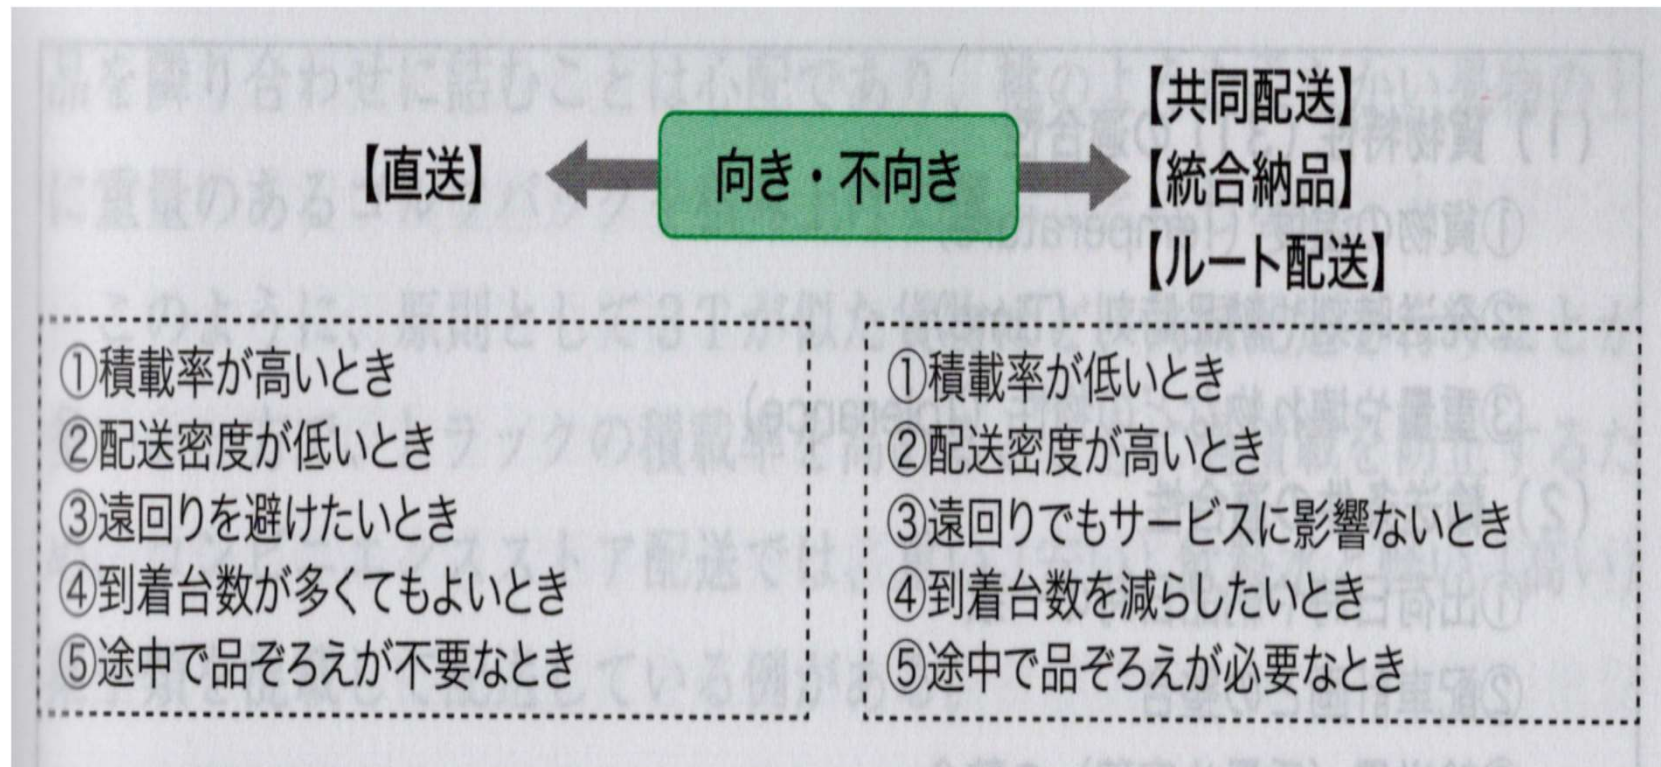 【直送】
向き・不向き
【共同配送】
【統合納品】
【ルート配送】
①積載率が高いとき
②配送密度が低いとき
③遠回りを避けたいとき
④到着台数が多くてもよいとき
⑤途中で品ぞろえが不要なとき
①積載率が低いとき
②配送密度が高いとき
③遠回りでもサービスに影響ないとき
④到着台数を減らしたいとき
⑤途中で品ぞろえが必要なとき